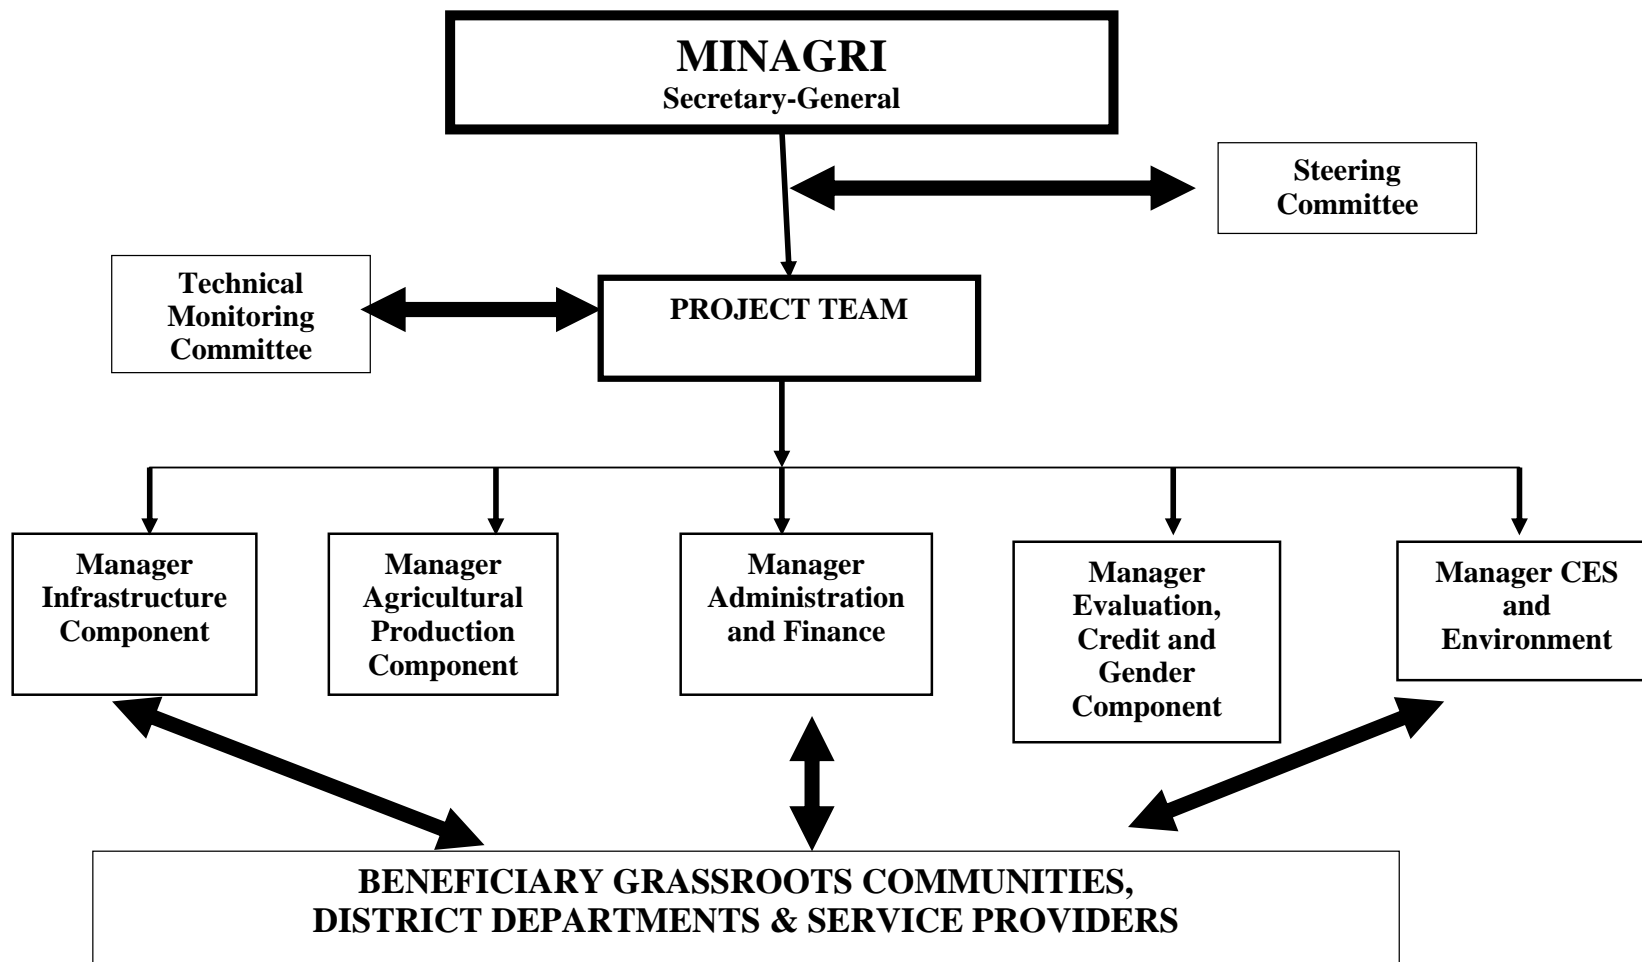 MINAGRI
Secretary-General
Steering
Committee
Technical
Monitoring
Committee
PROJECT TEAM
Manager
Infrastructure
Component
Manager
Agricultural
Production
Component
Manager
Administration
and Finance
Manager
Evaluation,
Credit and
Gender
Component
Manager CES
and
Environment
BENEFICIARY GRASSROOTS COMMUNITIES,
DISTRICT DEPARTMENTS & SERVICE PROVIDERS